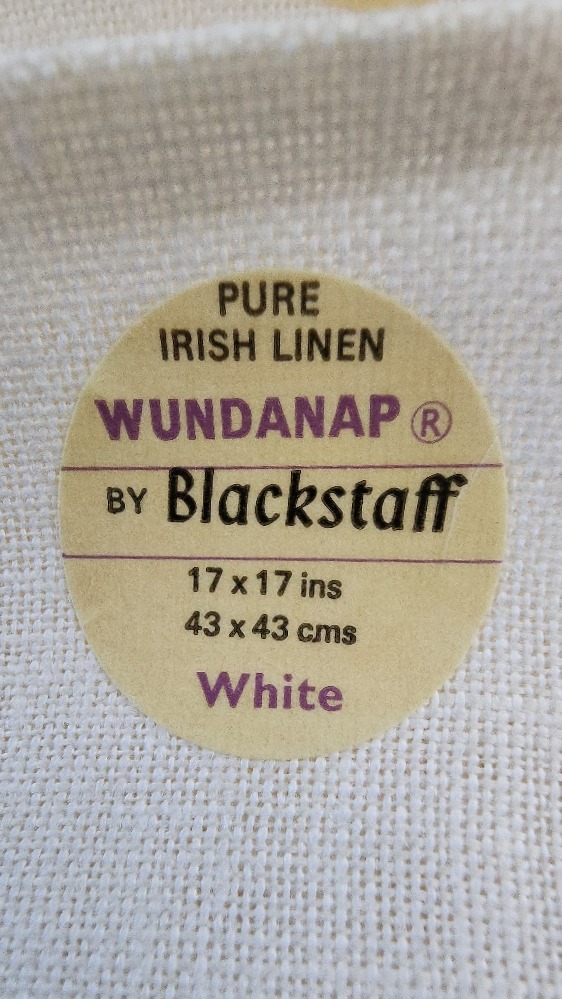 PURE
IRISH LINEN
WUNDANAP ®
BY Blackstaff
17 x 17 ins
43 x 43 cms
White